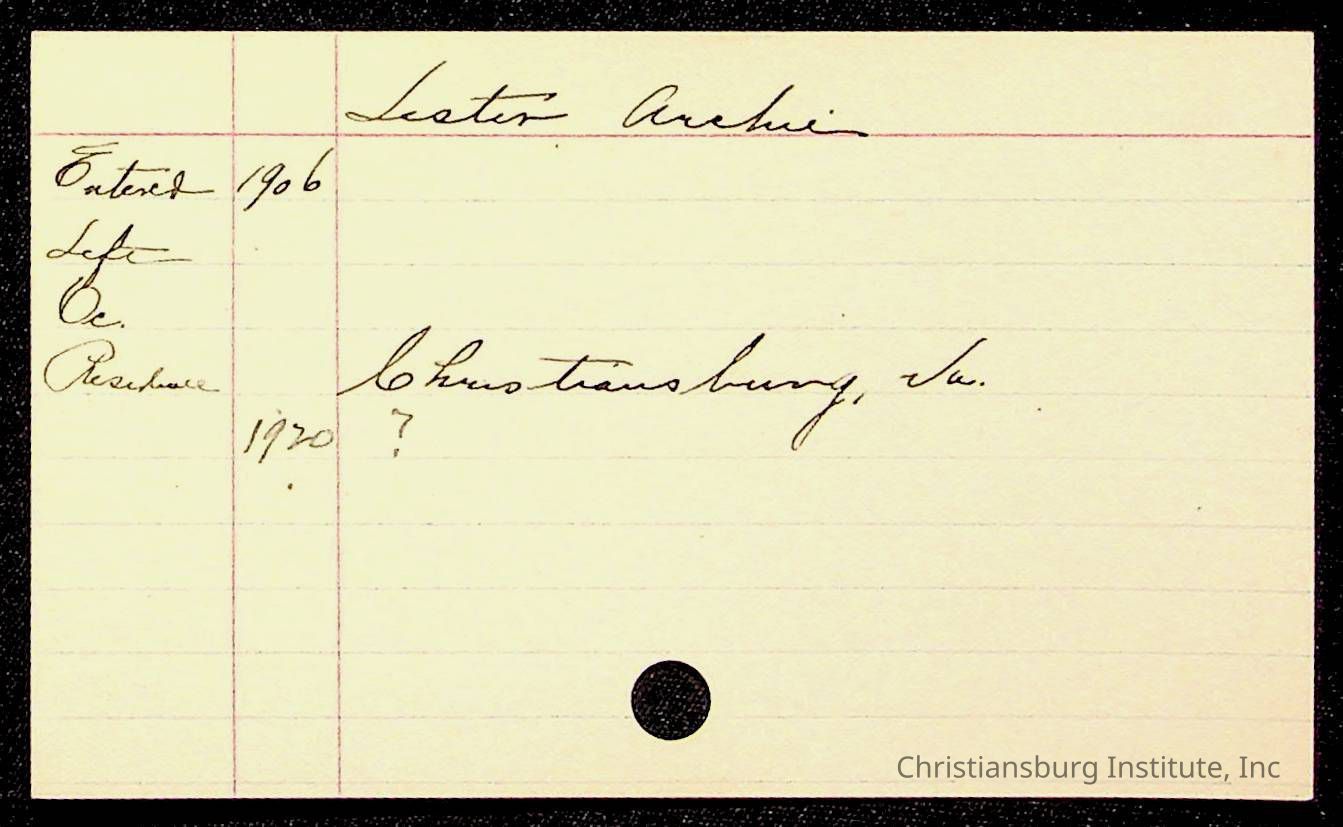 Lester Archie
Entered 1906
Left
Oc.
Residence Christiansburg, Va.
1920 ?
Christiansburg Institute, Inc